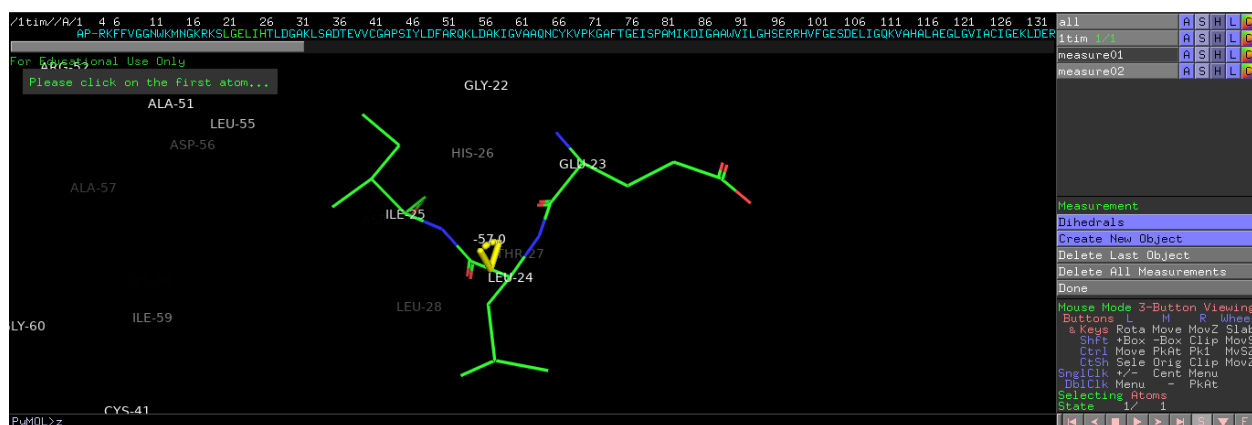 /1tim//A/1 4 6 11 16 21 26 31 36 41 46 51 56 61 66 71 76 81 86 91 96 101 106 111 116 121 126 131
AP-RKFFVGGNWKMNGKRKSLGELIHTLDGAKLSADTEVVCGAPSIYLDFARQKLDAKIGVAAQNCYKVPKGAFTGEISPAMIKDIGAAWVILGHSERRHVFGESDELIGQKVAHALAEGLGVIACIGEKLDER
For Educational Use Only
ARG-52
Please click on the first atom...
GLY-22
ALA-51
LEU-55
ASP-56
HIS-26
GLU-23
ALA-57
ILE-25
-57.0
THR-27
LEU-24
LEU-28
ILE-59
LY-60
CYS-41
PyMOL>z
all A S H L C
1tim 1/1 A S H L C
measure01 A S H L C
measure02 A S H L C
Measurement
Dihedrals
Create New Object
Delete Last Object
Delete All Measurements
Done
Mouse Mode 3-Button Viewing
Buttons L M R Whee
& Keys Rota Move MovZ Slab
Shft +Box -Box Clip MovS
Ctrl Move PkAt Pk1 MvSZ
CtSh Sele Orig Clip MovZ
SnglClk +/- Cent Menu
DblClk Menu - PkAt
Selecting Atoms
State 1/ 1
S F